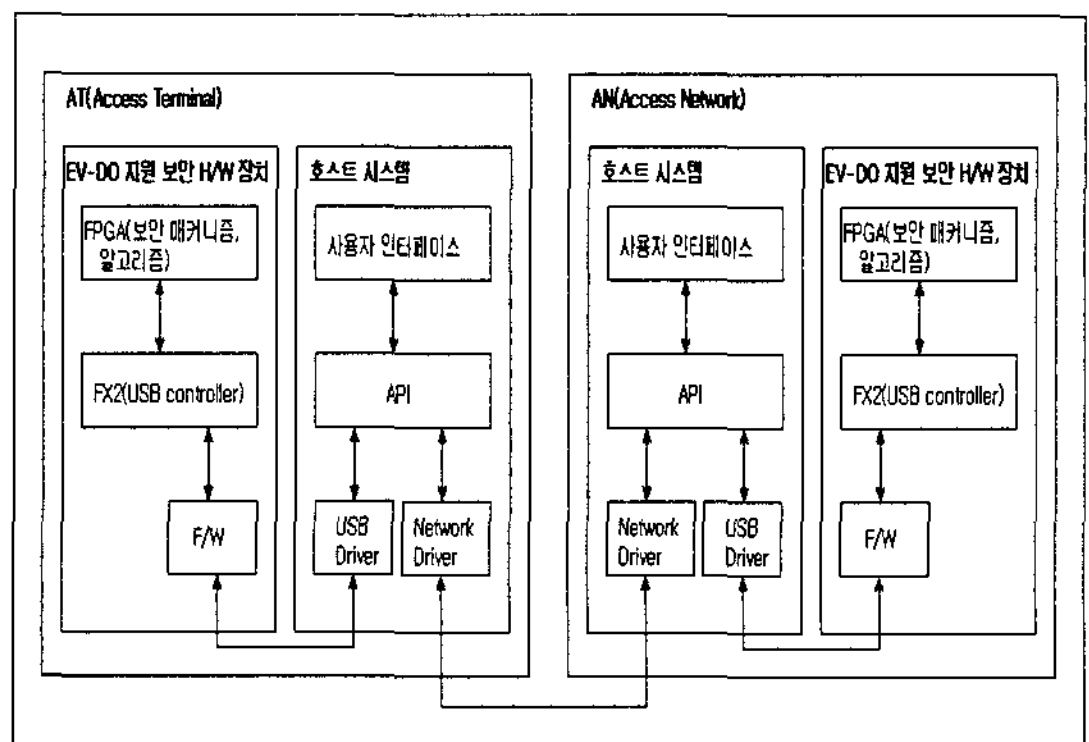 AT(Access Terminal)
EV-DO 지원 보안 H/W 장치
FPGA(보안 매커니즘,
알고리즘)
FX2(USB controller)
F/W
호스트 시스템
사용자 인터페이스
API
USB
Driver
Network
Driver
AN(Access Network)
호스트 시스템
사용자 인터페이스
API
Network
Driver
USB
Driver
EV-DO 지원 보안 H/W 장치
FPGA(보안 매커니즘,
알고리즘)
FX2(USB controller)
F/W